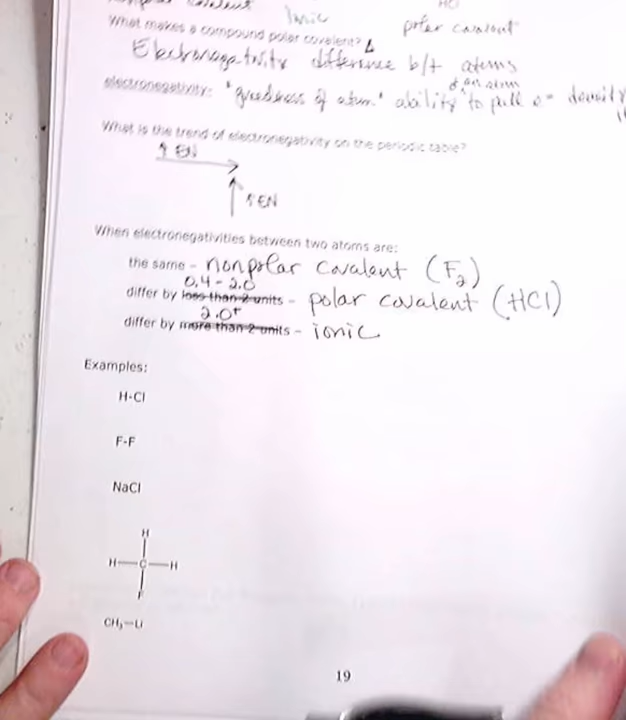 covalent
Ionic
HCl
polar covalent
What makes a compound polar covalent? Δ
Electronegativity difference b/t atoms
of an atom
electronegativity: "greediness of atom" ability to pull e- density
What is the trend of electronegativity on the periodic table?
↑ EN
↑EN
When electronegativities between two atoms are:
the same - nonpolar covalent (F2)
0.4-2.0
differ by less than 2 units - polar covalent (HCl)
2.0+
differ by more than 2 units - ionic
Examples:
H-Cl
F-F
NaCl
H
H—C—H
F
CH3—Li
19